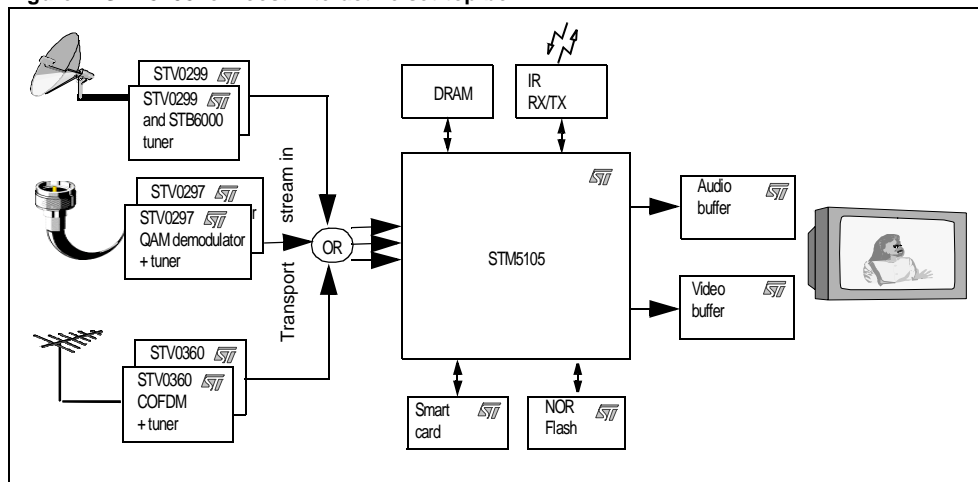 STV0299
STV0299
and STB6000
tuner
STV0297
STV0297
QAM demodulator
+ tuner
STV0360
STV0360
COFDM
+ tuner
Transport stream in
OR
DRAM
IR
RX/TX
STM5105
Smart
card
NOR
Flash
Audio
buffer
Video
buffer